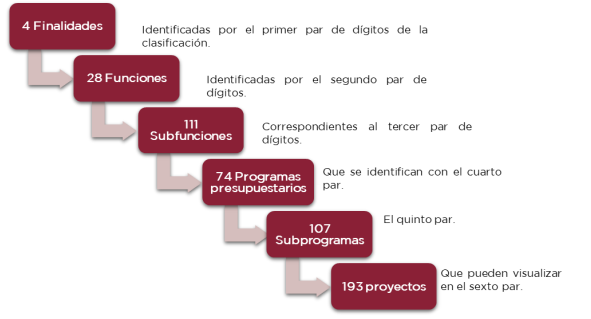 4 Finalidades
Identificadas por el primer par de dígitos de la
clasificación.
28 Funciones
Identificadas por el segundo par de
dígitos.
111
Subfunciones
Correspondientes al tercer par de
dígitos.
74 Programas
presupuestarios
Que se identifican con el cuarto
par.
107
Subprogramas
El quinto par.
193 proyectos
Que pueden visualizar
en el sexto par.